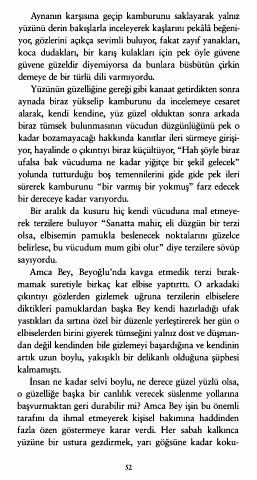 Aynanın karşısına geçip kamburunu saklayarak yalnız
yüzünü derin bakışlarla inceleyerek kaşlarını pekâlâ beğeni-
yor, gözlerini açıkça sevimli buluyor, fakat zayıf yanakları,
koca dudakları, bir karış kulakları için pek öyle güvene
güvene güzeldir diyemiyorsa da bunlara büsbütün çirkin
demeye de bir türlü dili varmıyordu.
Yüzünün güzelliğine gereği gibi kanaat getirdikten sonra
aynada biraz yükselip kamburunu da incelemeye cesaret
alarak, kendi kendine, yüz güzel olduktan sonra arkada
biraz tümsek bulunmasının vücudun düzgünlüğünü pek o
kadar bozamayacağı hakkında kanıtlar ileri sürmeye girişi-
yor, hayalinde o çıkıntıyı biraz küçültüyor, “Hah şöyle biraz
ufalsa bak vücuduma ne kadar yiğitçe bir şekil gelecek”
yolunda tutturduğu boş temennilerini gide gide pek ileri
sürerek kamburunu “bir varmış bir yokmuş” farz edecek
bir dereceye kadar varıyordu.
Bir aralık da kusuru hiç kendi vücuduna mal etmeye-
rek terzilere buluyor “Sanatta mahir, eli düzgün bir terzi
olsa, elbisemin pamukla beslenecek noktalarını güzelce
belirlese, bu vücudum mum gibi olur” diye terzilere sövüp
sayıyordu.
Amca Bey, Beyoğlu’nda kavga etmedik terzi bırak-
mamak suretiyle birkaç kat elbise yaptırttı. O arkadaki
çıkıntıyı gözlerden gizlemek uğruna terzilerin elbiselere
diktikleri pamuklardan başka Bey kendi hazırladığı ufak
yastıkları da sırtına özel bir düzenle yerleştirerek her gün o
elbiselerden birini giyerek tümseğini yalnız dost ve düşman-
dan değil kendinden bile gizlemeyi başardığına ve kendinin
artık uzun boylu, yakışıklı bir delikanlı olduğuna şüphesi
kalmamıştı.
İnsan ne kadar selvi boylu, ne derece güzel yüzlü olsa,
o güzelliğe başka bir canlılık verecek süslenme yollarına
başvurmaktan geri durabilir mi? Amca Bey işin bu önemli
tarafını da ihmal etmeyerek kişisel bakımına haddinden
fazla özen göstermeye karar verdi. Her sabah kalkınca
yüzüne bir ustura gezdirmek, yarı göğsüne kadar koku-
52